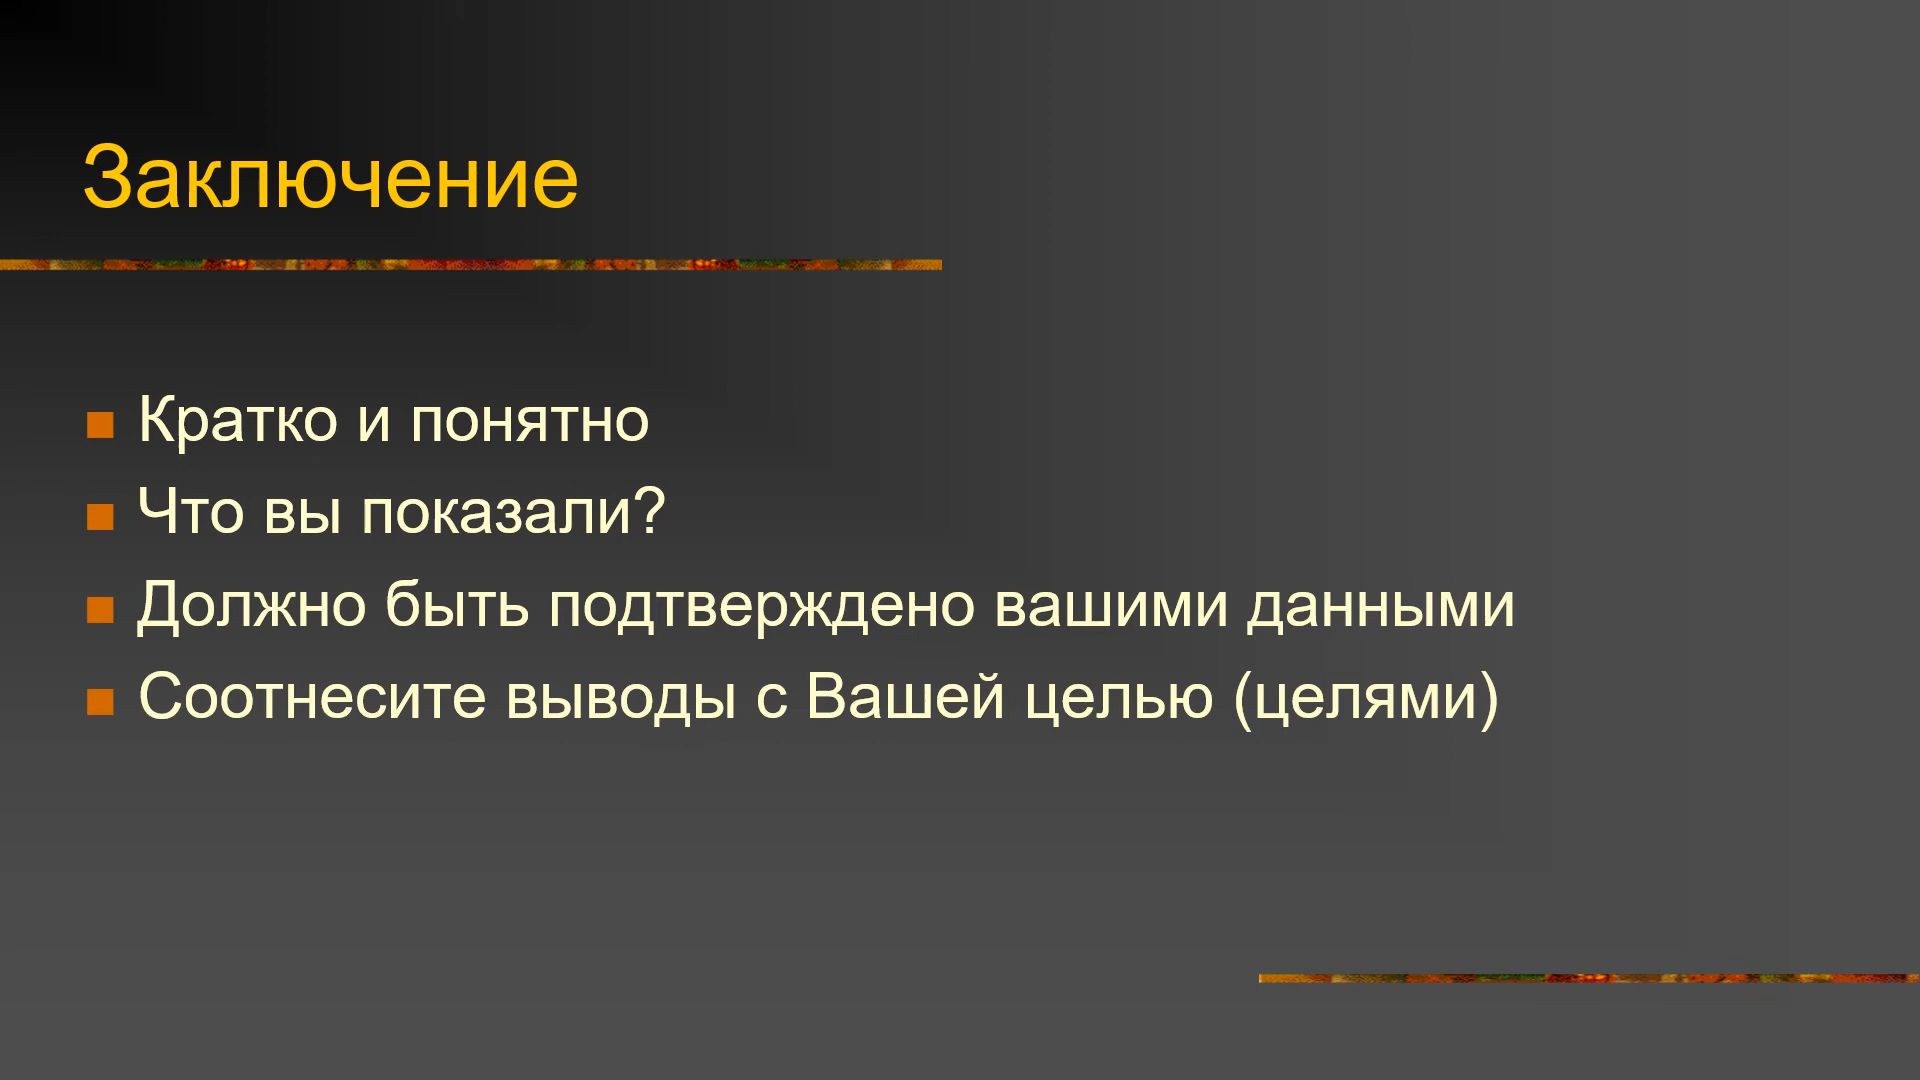 Заключение
Кратко и понятно
Что вы показали?
Должно быть подтверждено вашими данными
Соотнесите выводы с Вашей целью (целями)